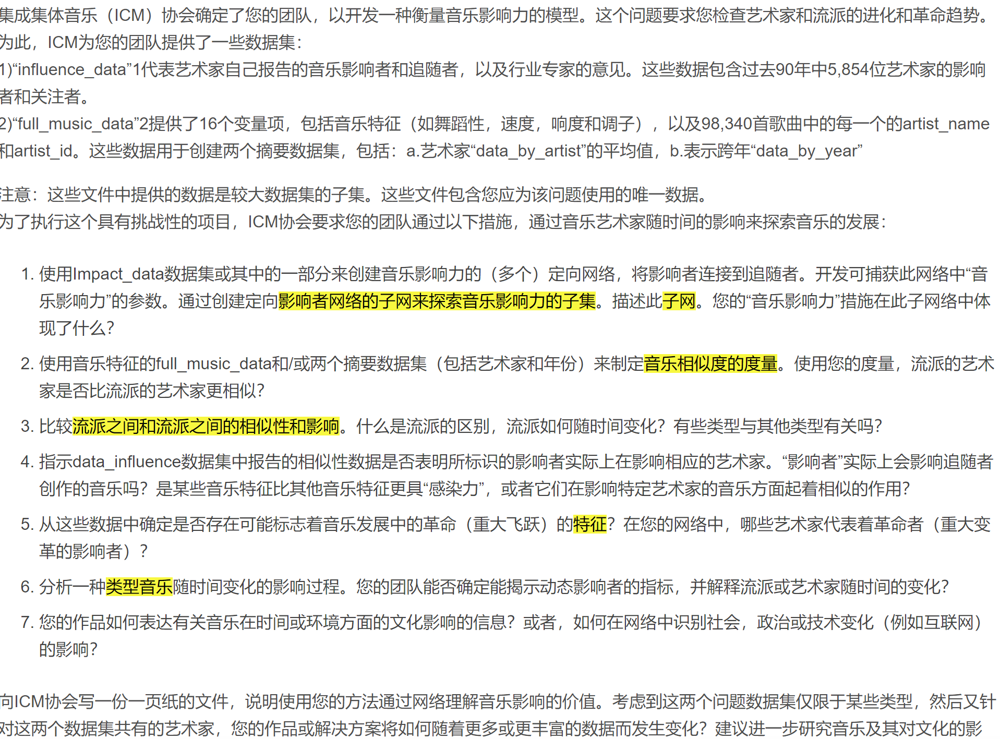 集成集体音乐（ICM）协会确定了您的团队，以开发一种衡量音乐影响力的模型。这个问题要求您检查艺术家和流派的进化和革命趋势。
为此，ICM为您的团队提供了一些数据集：
1)“influence_data”1代表艺术家自己报告的音乐影响者和追随者，以及行业专家的意见。这些数据包含过去90年中5,854位艺术家的影响
者和关注者。
2)“full_music_data”2提供了16个变量项，包括音乐特征（如舞蹈性，速度，响度和调子），以及98,340首歌曲中的每一个的artist_name
和artist_id。这些数据用于创建两个摘要数据集，包括：a.艺术家“data_by_artist”的平均值，b.表示跨年“data_by_year”
注意：这些文件中提供的数据是较大数据集的子集。这些文件包含您应为该问题使用的唯一数据。
为了执行这个具有挑战性的项目，ICM协会要求您的团队通过以下措施，通过音乐艺术家随时间的影响来探索音乐的发展：
1. 使用Impact_data数据集或其中的一部分来创建音乐影响力的（多个）定向网络，将影响者连接到追随者。开发可捕获此网络中“音
乐影响力”的参数。通过创建定向影响者网络的子网来探索音乐影响力的子集。描述此子网。您的“音乐影响力”措施在此子网络中体
现了什么？
2. 使用音乐特征的full_music_data和/或两个摘要数据集（包括艺术家和年份）来制定音乐相似度的度量。使用您的度量，流派的艺术
家是否比流派的艺术家更相似？
3. 比较流派之间和流派之间的相似性和影响。什么是流派的区别，流派如何随时间变化？有些类型与其他类型有关吗？
4. 指示data_influence数据集中报告的相似性数据是否表明所标识的影响者实际上在影响相应的艺术家。“影响者”实际上会影响追随者
创作的音乐吗？是某些音乐特征比其他音乐特征更具“感染力”，或者它们在影响特定艺术家的音乐方面起着相似的作用？
5. 从这些数据中确定是否存在可能标志着音乐发展中的革命（重大飞跃）的特征？在您的网络中，哪些艺术家代表着革命者（重大变
革的影响者）？
6. 分析一种类型音乐随时间变化的影响过程。您的团队能否确定能揭示动态影响者的指标，并解释流派或艺术家随时间的变化？
7. 您的作品如何表达有关音乐在时间或环境方面的文化影响的信息？或者，如何在网络中识别社会，政治或技术变化（例如互联网）
的影响？
向ICM协会写一份一页纸的文件，说明使用您的方法通过网络理解音乐影响的价值。考虑到这两个问题数据集仅限于某些类型，然后又针
对这两个数据集共有的艺术家，您的作品或解决方案将如何随着更多或更丰富的数据而发生变化？建议进一步研究音乐及其对文化的影